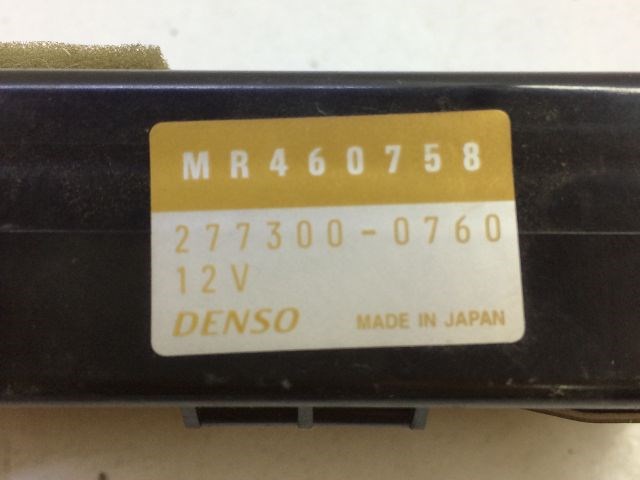 MR460758
277300-0760
12V
DENSO MADE IN JAPAN